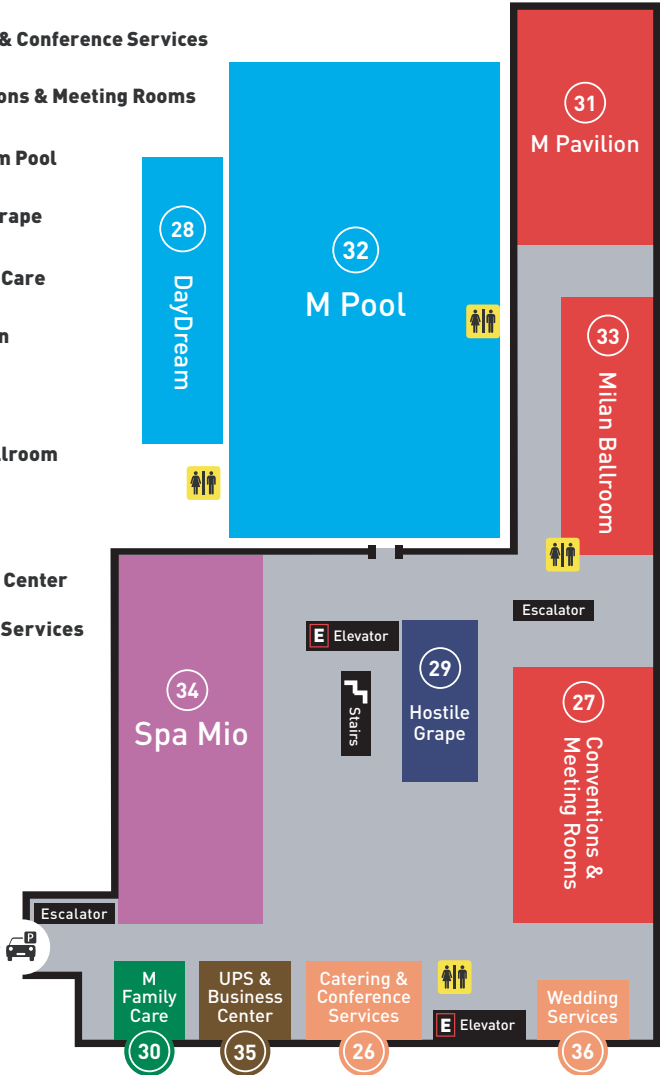 & Conference Services
ons & Meeting Rooms
m Pool
rape
Care
n
llroom
Center
Services
31
M Pavilion
28
DayDream
32
M Pool
33
Milan Ballroom
Escalator
E Elevator
Stairs
29
Hostile
Grape
34
Spa Mio
27
Conventions &
Meeting Rooms
Escalator
P
M
Family
Care
30
UPS &
Business
Center
35
Catering &
Conference
Services
26
E Elevator
Wedding
Services
36